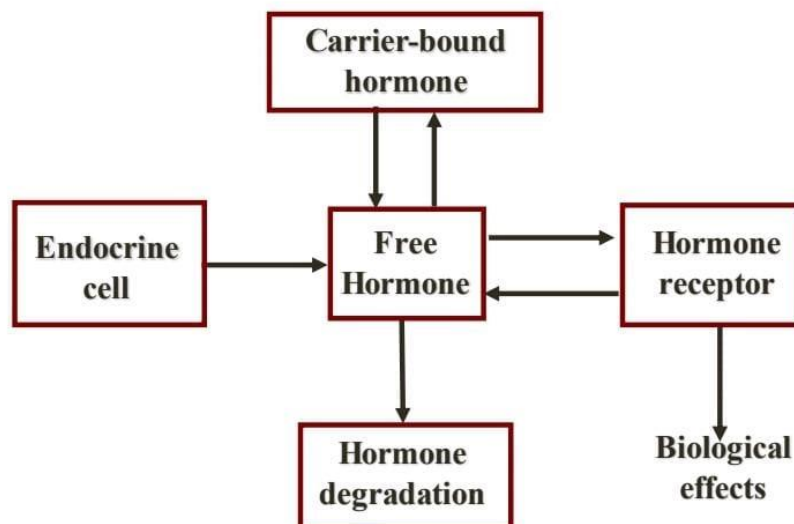 Carrier-bound
hormone
Endocrine
cell
Free
Hormone
Hormone
receptor
Hormone
degradation
Biological
effects